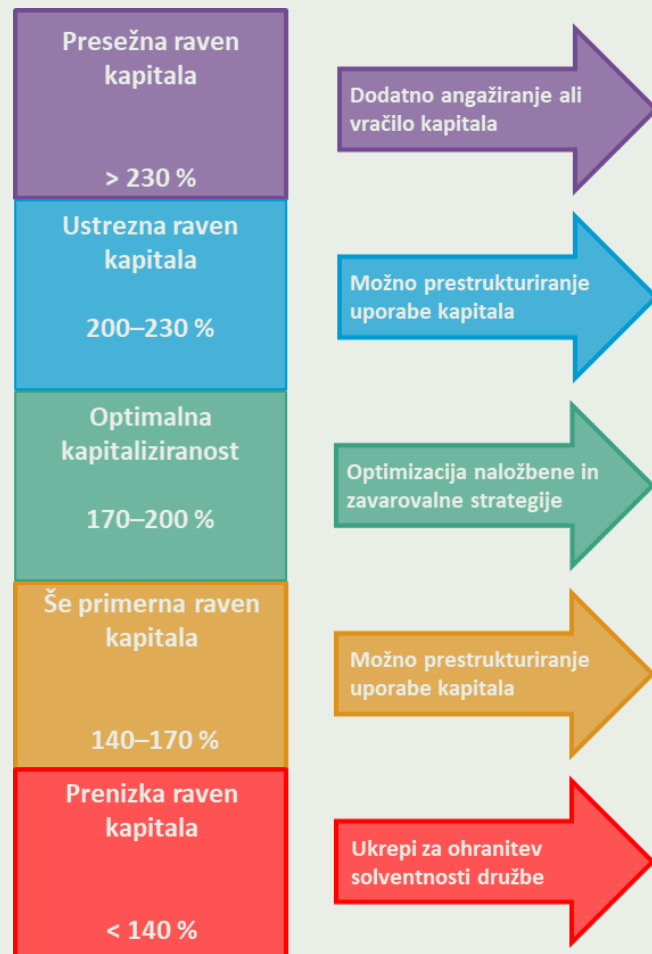 Presežna raven
kapitala
> 230 %
Dodatno angažiranje ali
vračilo kapitala
Ustrezna raven
kapitala
200–230 %
Možno prestrukturiranje
uporabe kapitala
Optimalna
kapitaliziranost
170–200 %
Optimizacija naložbene in
zavarovalne strategije
Še primerna raven
kapitala
140–170 %
Možno prestrukturiranje
uporabe kapitala
Prenizka raven
kapitala
< 140 %
Ukrepi za ohranitev
solventnosti družbe